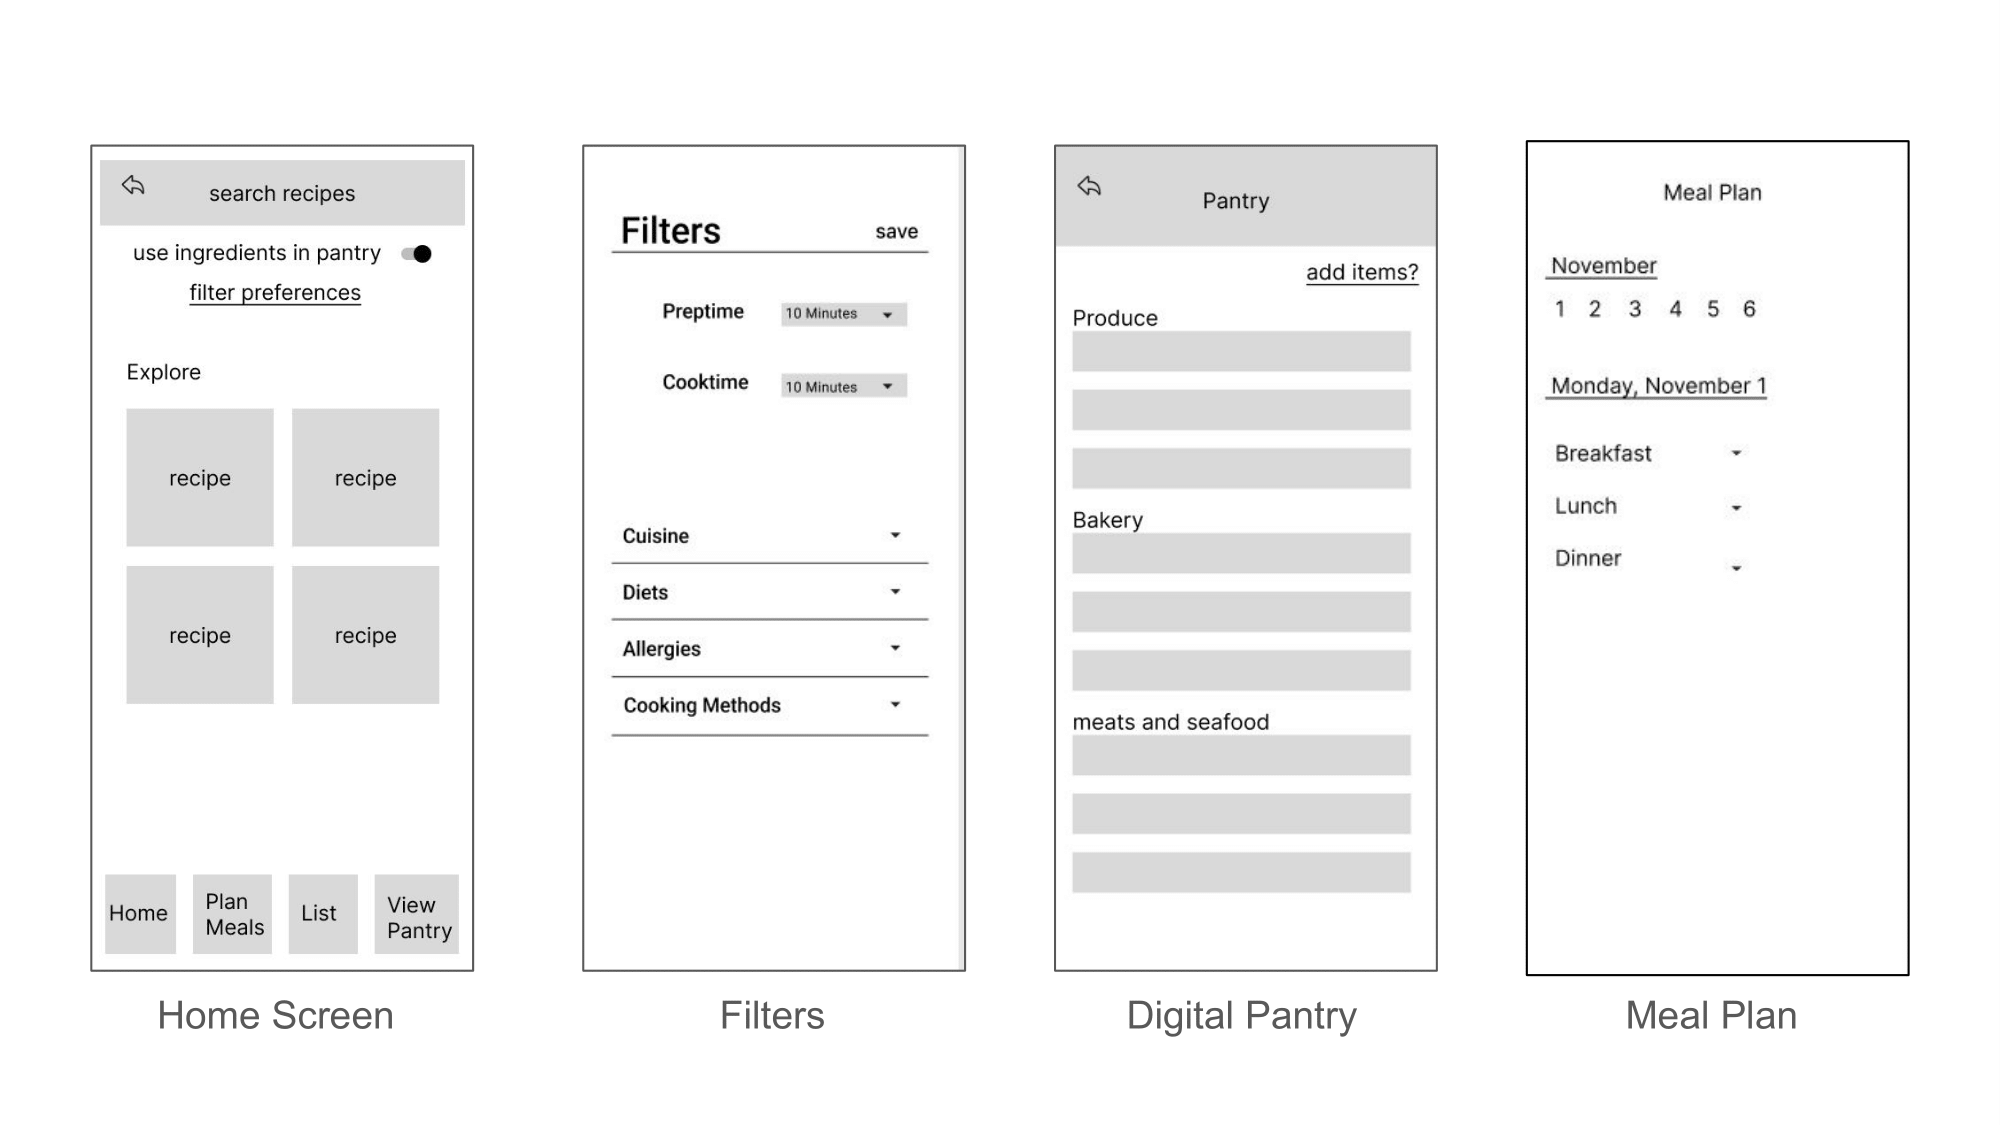 search recipes
use ingredients in pantry
filter preferences
Explore
recipe
recipe
recipe
recipe
Home
Plan
Meals
List
View
Pantry
Home Screen
Filters
save
Preptime
10 Minutes
Cooktime
10 Minutes
Cuisine
Diets
Allergies
Cooking Methods
Filters
Pantry
add items?
Produce
Bakery
meats and seafood
Digital Pantry
Meal Plan
November
1 2 3 4 5 6
Monday, November 1
Breakfast
Lunch
Dinner
Meal Plan